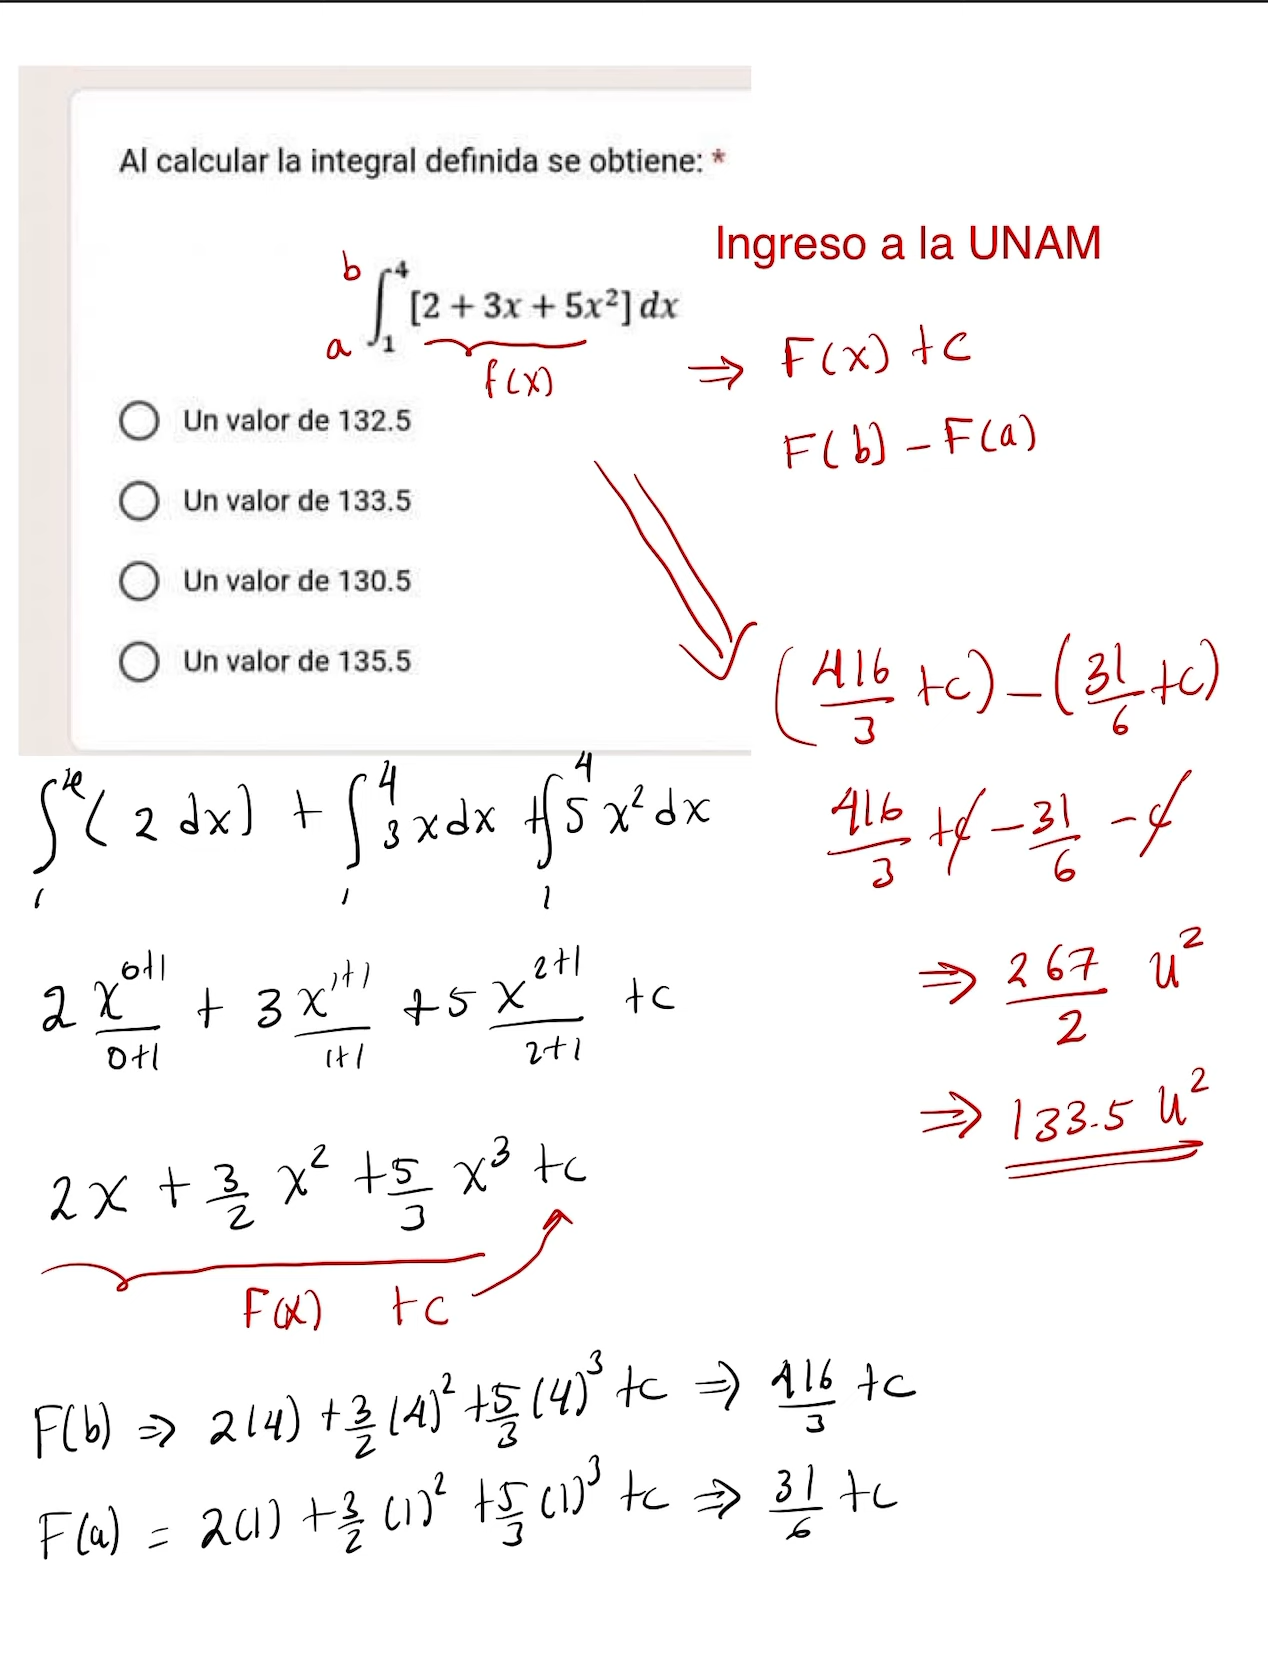 Al calcular la integral definida se obtiene: *
Ingreso a la UNAM
b
∫₁⁴ [2 + 3x + 5x²] dx
a
f(x)
⇒ F(x) + c
F(b) - F(a)
Un valor de 132.5
Un valor de 133.5
Un valor de 130.5
Un valor de 135.5
(416/3 + c) - (31/6 + c)
416/3 + c - 31/6 - c
⇒ 267/2 u²
⇒ 133.5 u²
∫₁⁴ (2 dx) + ∫₁⁴ 3 x dx + ∫₁⁴ 5 x² dx
2 x⁰⁺¹/0+1 + 3 x¹⁺¹/1+1 + 5 x²⁺¹/2+1 + c
2x + 3/2 x² + 5/3 x³ + c
F(x) + c
F(b) ⇒ 2(4) + 3/2 (4)² + 5/3 (4)³ + c ⇒ 416/3 + c
F(a) = 2(1) + 3/2 (1)² + 5/3 (1)³ + c ⇒ 31/6 + c